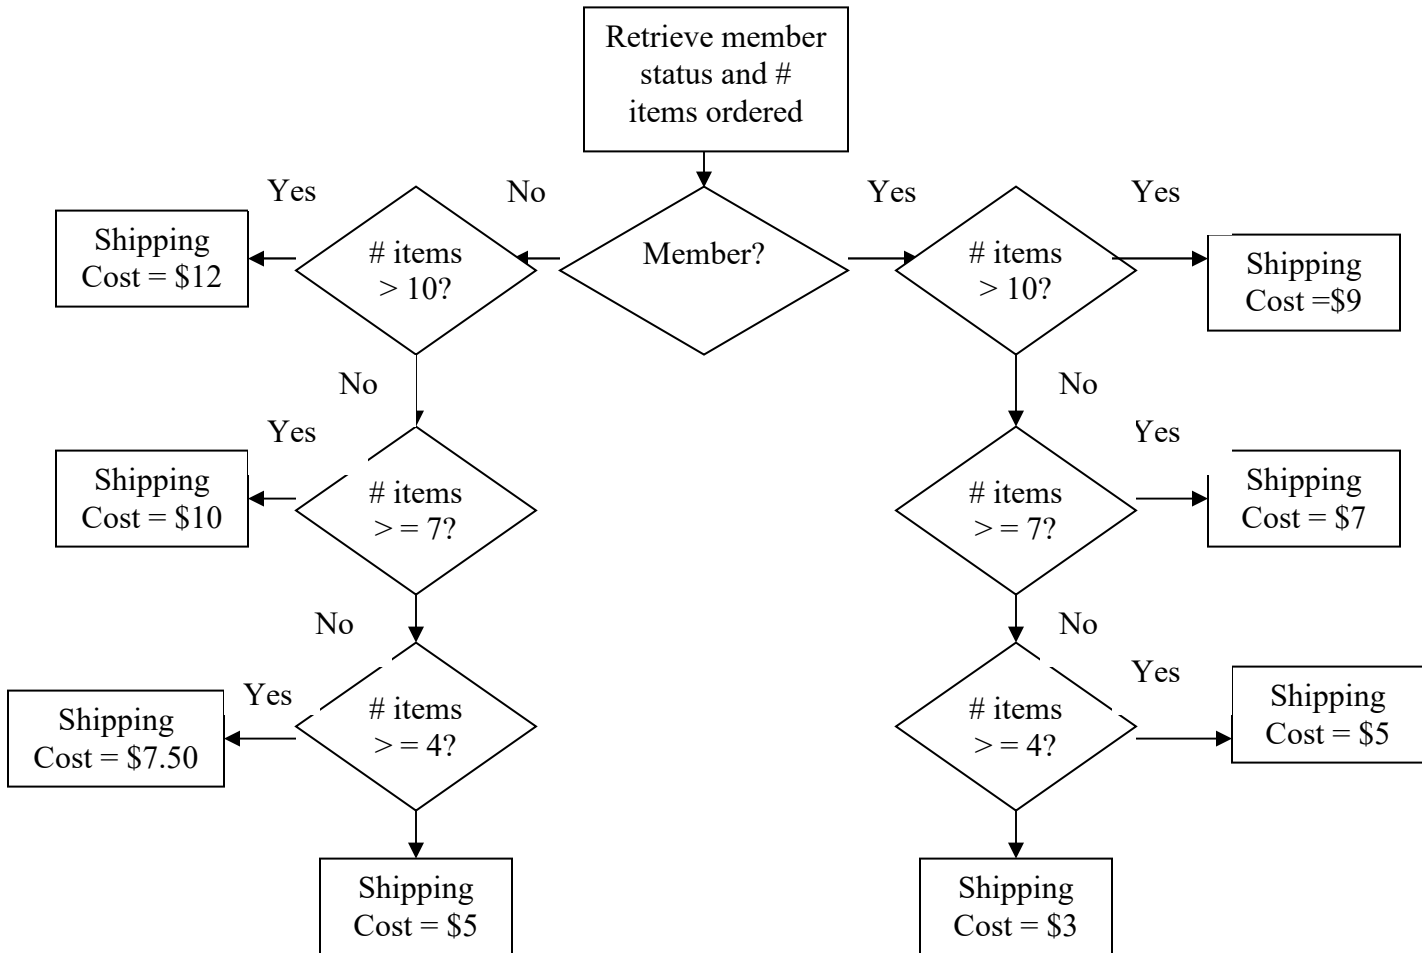 Retrieve member
status and #
items ordered
Yes
No
Yes
Yes
Shipping
Cost = $12
# items
> 10?
Member?
# items
> 10?
Shipping
Cost =$9
No
No
Yes
Yes
Shipping
Cost = $10
# items
> = 7?
# items
> = 7?
Shipping
Cost = $7
No
No
Yes
Yes
Shipping
Cost = $7.50
# items
> = 4?
# items
> = 4?
Shipping
Cost = $5
Shipping
Cost = $5
Shipping
Cost = $3